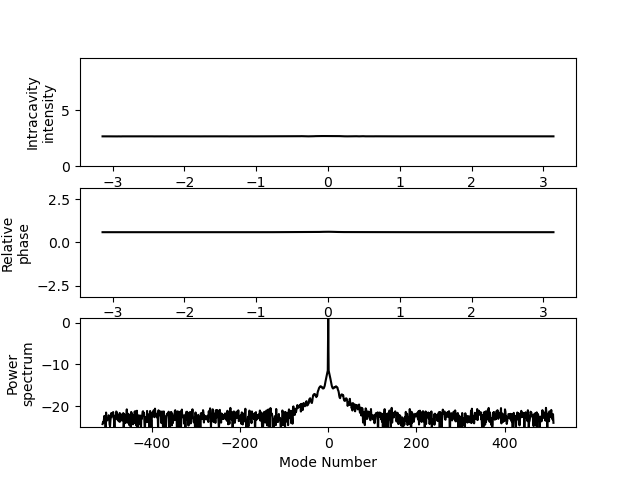 Intracavity
intensity
5
0
−3 −2 −1 0 1 2 3
Relative
phase
2.5
0.0
−2.5
−3 −2 −1 0 1 2 3
Power
spectrum
0
−10
−20
−400 −200 0 200 400
Mode Number